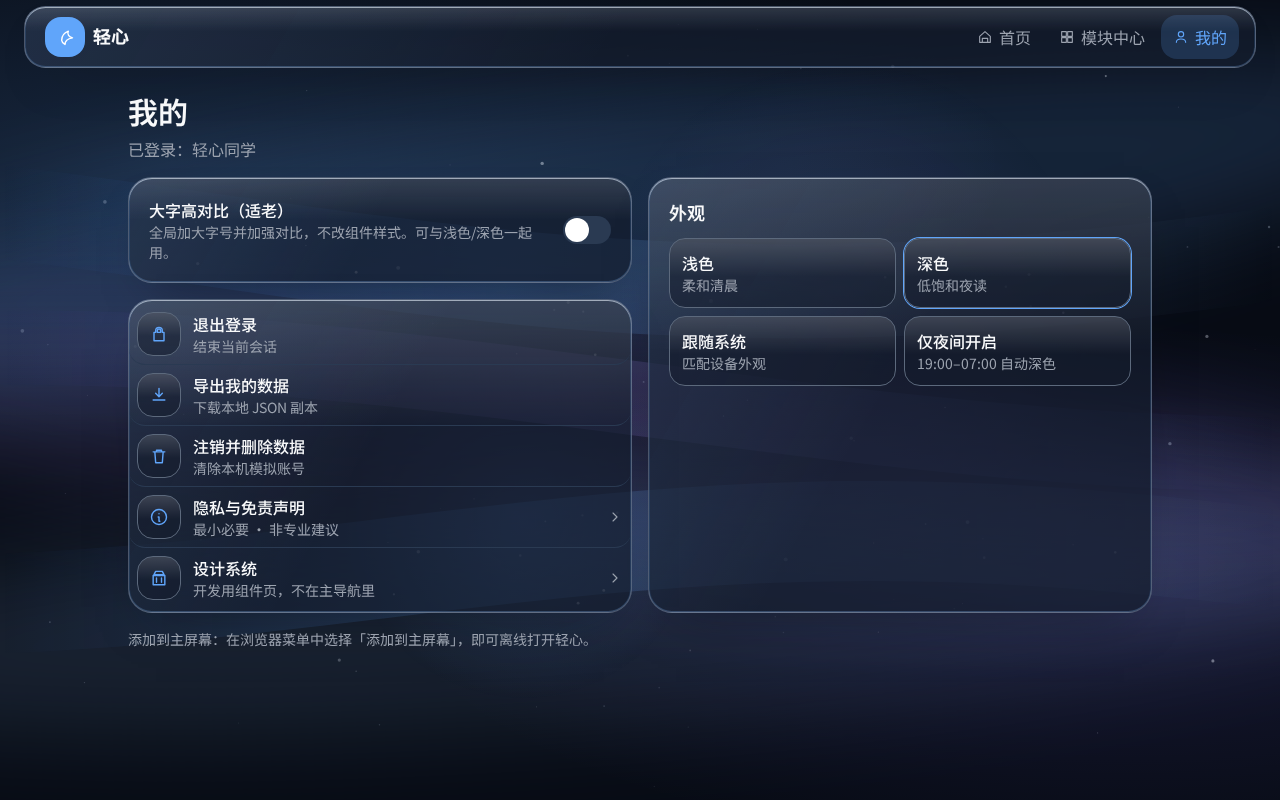 轻心
首页
模块中心
我的
我的
已登录：轻心同学
大字高对比（适老）
全局加大字号并加强对比，不改组件样式。可与浅色/深色一起
用。
退出登录
结束当前会话
导出我的数据
下载本地 JSON 副本
注销并删除数据
清除本机模拟账号
隐私与免责声明
最小必要 · 非专业建议
设计系统
开发用组件页，不在主导航里
外观
浅色
柔和清晨
深色
低饱和夜读
跟随系统
匹配设备外观
仅夜间开启
19:00–07:00 自动深色
添加到主屏幕：在浏览器菜单中选择「添加到主屏幕」，即可离线打开轻心。